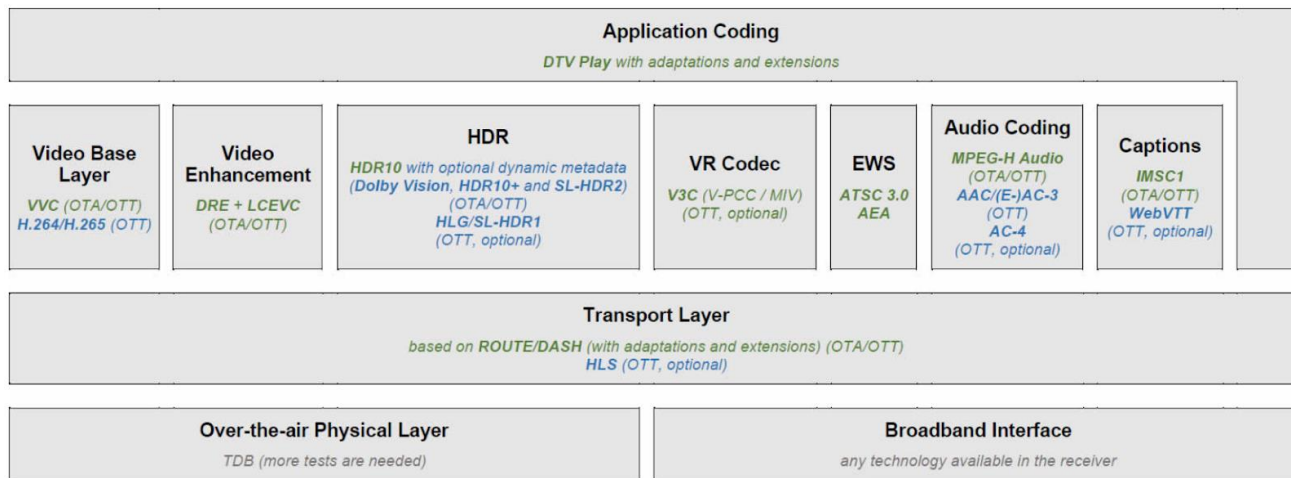 Application Coding
DTV Play with adaptations and extensions
Video Base
Layer
VVC (OTA/OTT)
H.264/H.265 (OTT)
Video
Enhancement
DRE + LCEVC
(OTA/OTT)
HDR
HDR10 with optional dynamic metadata
(Dolby Vision, HDR10+ and SL-HDR2)
(OTA/OTT)
HLG/SL-HDR1
(OTT, optional)
VR Codec
V3C (V-PCC / MIV)
(OTT, optional)
EWS
ATSC 3.0
AEA
Audio Coding
MPEG-H Audio
(OTA/OTT)
AAC/(E-)AC-3
(OTT)
AC-4
(OTT, optional)
Captions
IMSC1
(OTA/OTT)
WebVTT
(OTT, optional)
Transport Layer
based on ROUTE/DASH (with adaptations and extensions) (OTA/OTT)
HLS (OTT, optional)
Over-the-air Physical Layer
TDB (more tests are needed)
Broadband Interface
any technology available in the receiver